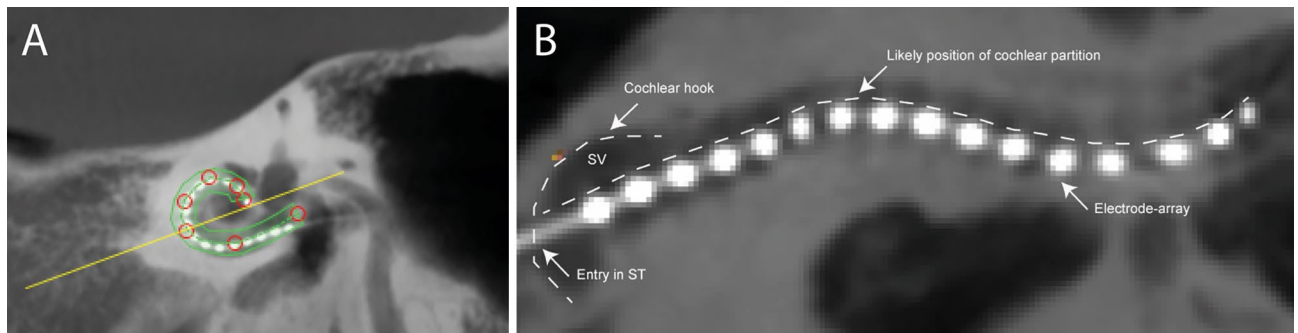 A
B
Likely position of cochlear partition
Cochlear hook
SV
Electrode-array
Entry in ST